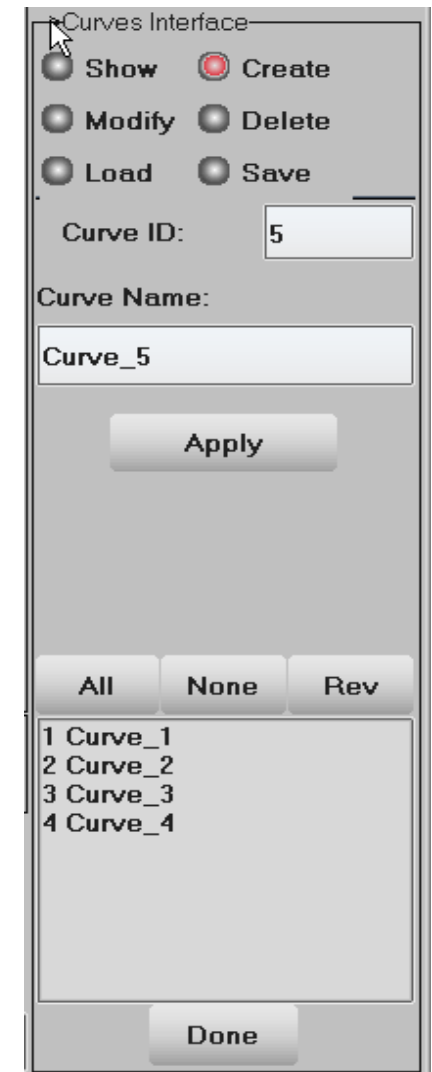 Curves Interface
Show Create
Modify Delete
Load Save
Curve ID: 5
Curve Name:
Curve_5
Apply
All None Rev
1 Curve_1
2 Curve_2
3 Curve_3
4 Curve_4
Done